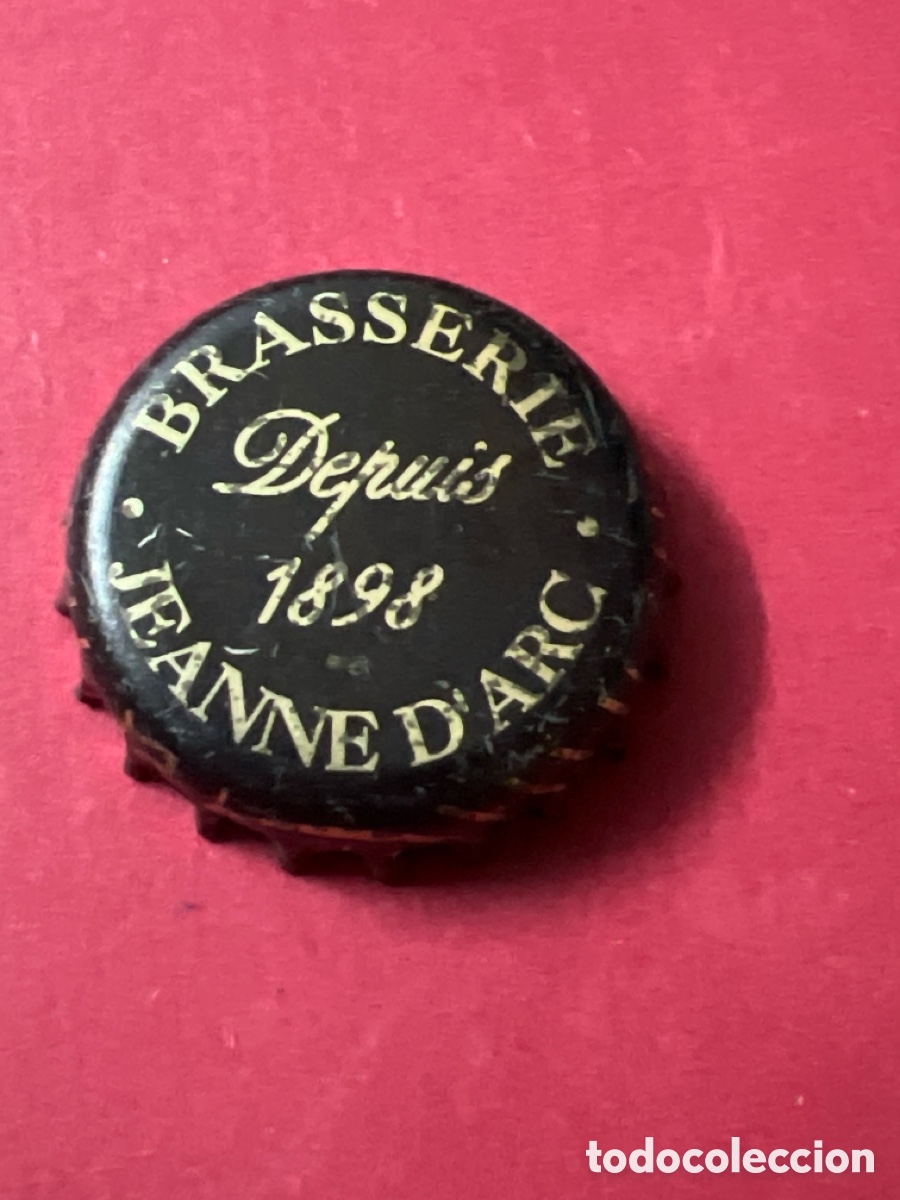 BRASSERIE
Depuis
1898
JEANNE D'ARC
todocoleccion